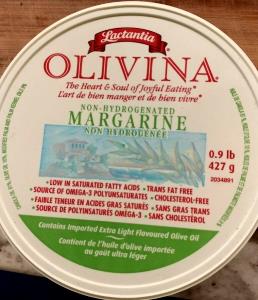 Lactantia
OLIVINA
The Heart & Soul of Joyful Eating*
L'art de bien manger et de bien vivre*
NON-HYDROGENATED
MARGARINE
NON HYDROGÉNÉE
0.9 lb
427 g
2034891
•LOW IN SATURATED FATTY ACIDS •TRANS FAT FREE
•SOURCE OF OMEGA-3 POLYUNSATURATES •CHOLESTEROL-FREE
•FAIBLE TENEUR EN ACIDES GRAS SATURÉS •SANS GRAS TRANS
•SOURCE DE POLYINSATURÉS OMÉGA-3 •SANS CHOLESTÉROL
Contains Imported Extra Light Flavoured Olive Oil
Contient de l'huile d'olive importée
au goût ultra léger